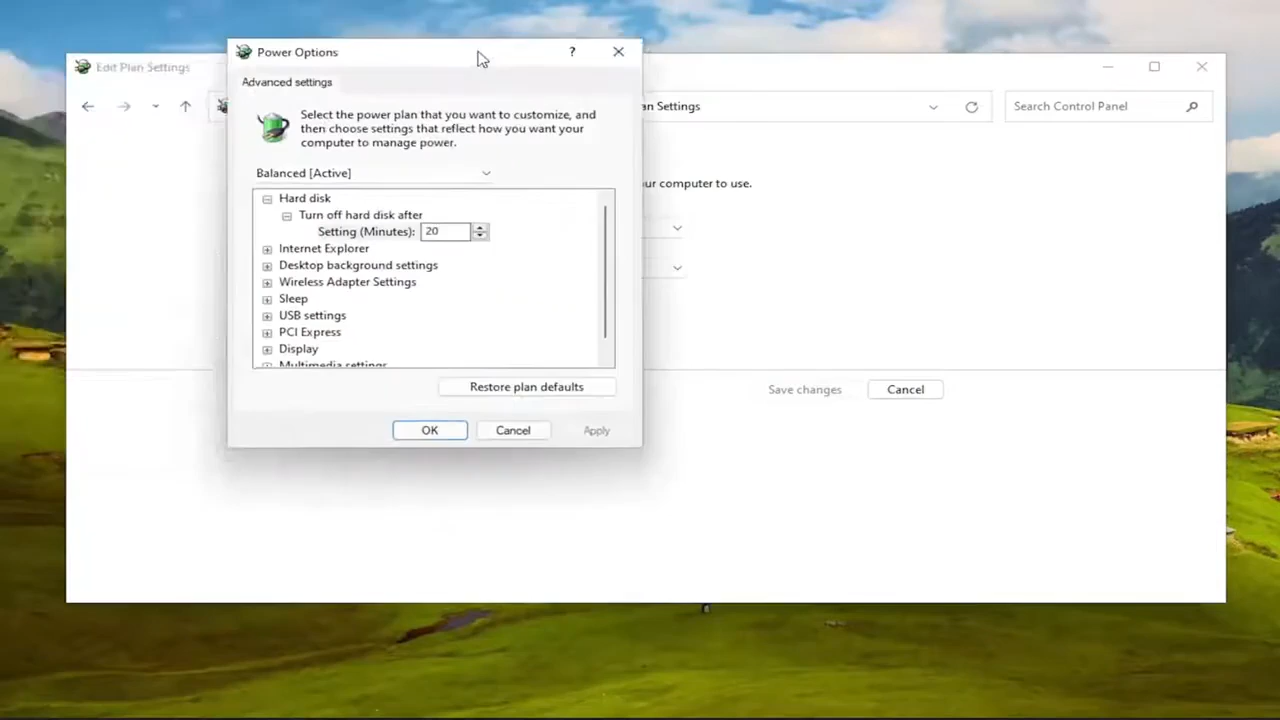 Power Options
?
Edit Plan Settings
an Settings
Search Control Panel
Advanced settings
Select the power plan that you want to customize, and
then choose settings that reflect how you want your
computer to manage power.
Balanced [Active]
ur computer to use.
Hard disk
Turn off hard disk after
Setting (Minutes): 20
Internet Explorer
Desktop background settings
Wireless Adapter Settings
Sleep
USB settings
PCI Express
Display
Multimedia settings
Restore plan defaults
Save changes
Cancel
OK
Cancel
Apply